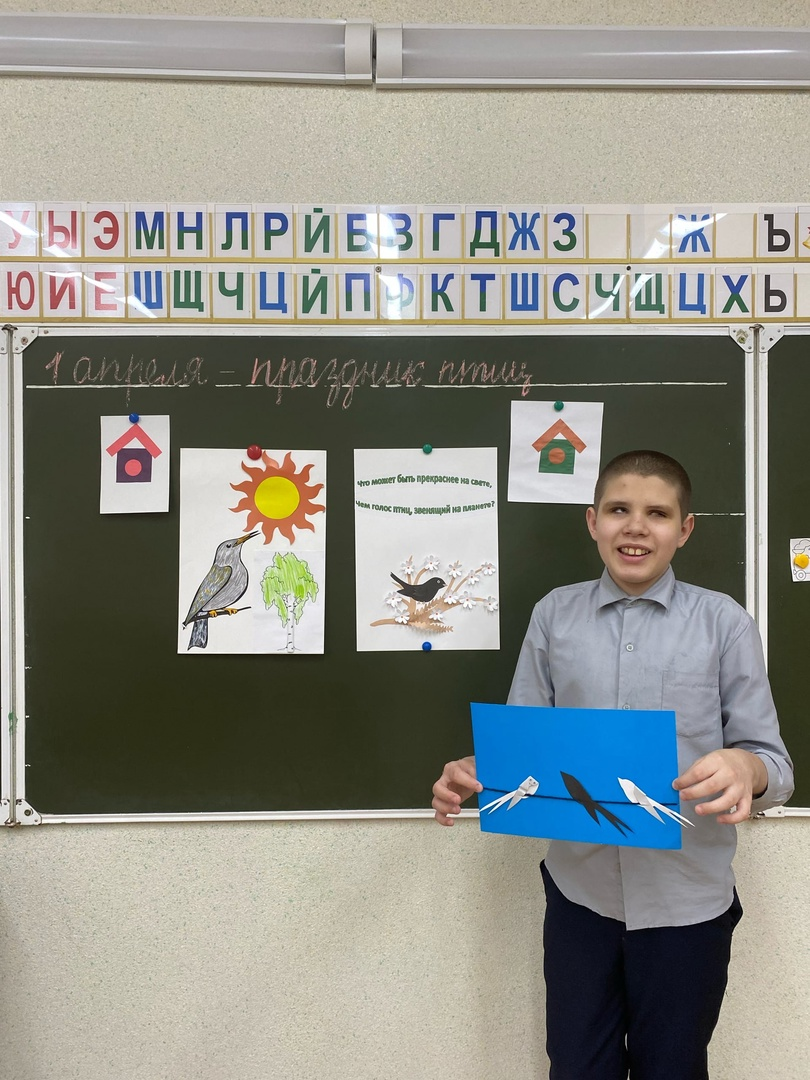 У Ы Э М Н Л Р Й Б В Г Д Ж З Ж Ъ
Ю И Е Ш Щ Ч Ц Й П Ф К Т Ш С Ч Щ Ц Х Ь
1 апреля – праздник птиц
Что может быть прекраснее на свете,
Чем голос птиц, звенящий на планете?